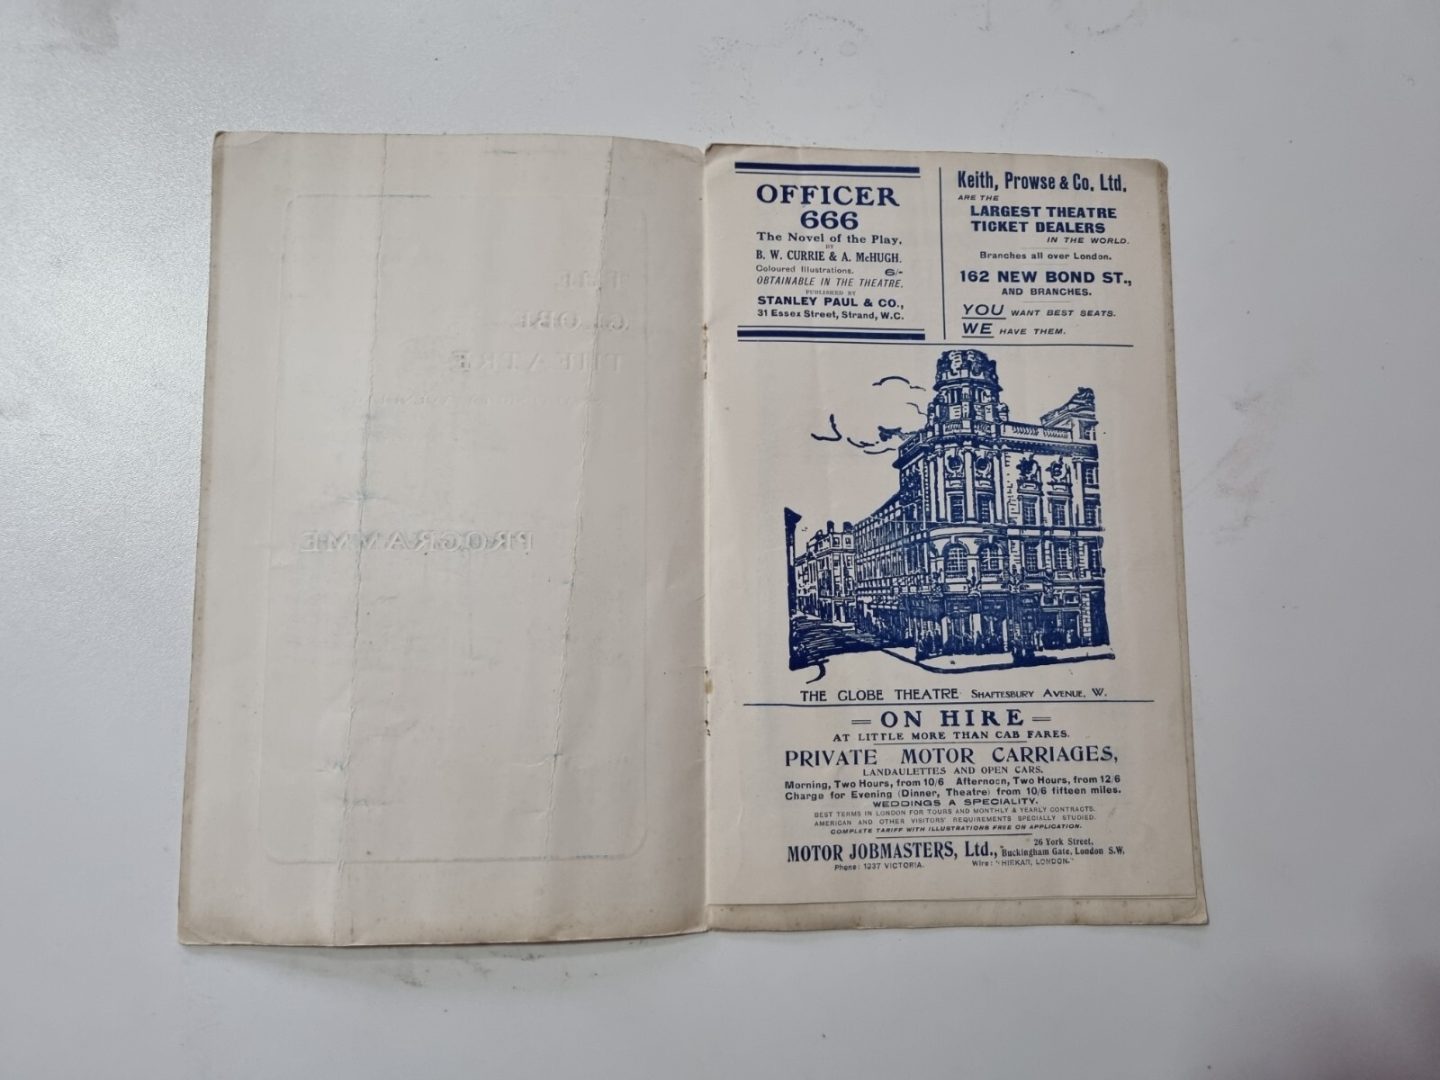 THE
GLOBE
THEATRE
PROGRAMME
OFFICER
666
The Novel of the Play.
BY
B. W. CURRIE & A. McHUGH.
Coloured Illustrations. 6/-
OBTAINABLE IN THE THEATRE.
PUBLISHED BY
STANLEY PAUL & CO.,
31 Essex Street, Strand, W.C.
Keith, Prowse & Co. Ltd.
ARE THE
LARGEST THEATRE
TICKET DEALERS
IN THE WORLD.
Branches all over London.
162 NEW BOND ST.,
AND BRANCHES.
YOU WANT BEST SEATS.
WE HAVE THEM.
THE GLOBE THEATRE SHAFTESBURY AVENUE, W.
ON HIRE
AT LITTLE MORE THAN CAB FARES.
PRIVATE MOTOR CARRIAGES,
LANDAULETTES AND OPEN CARS.
Morning, Two Hours, from 10/6 Afternoon, Two Hours, from 12/6
Charge for Evening (Dinner, Theatre) from 10/6 fifteen miles.
WEDDINGS A SPECIALITY.
BEST TERMS IN LONDON FOR TOURS AND MONTHLY & YEARLY CONTRACTS.
AMERICAN AND OTHER VISITORS' REQUIREMENTS SPECIALLY STUDIED.
COMPLETE TARIFF WITH ILLUSTRATIONS FREE ON APPLICATION.
MOTOR JOBMASTERS, Ltd., 26 York Street, Buckingham Gate, London S.W.
Phone: 1237 VICTORIA. Wire: "HIEKAR, LONDON."